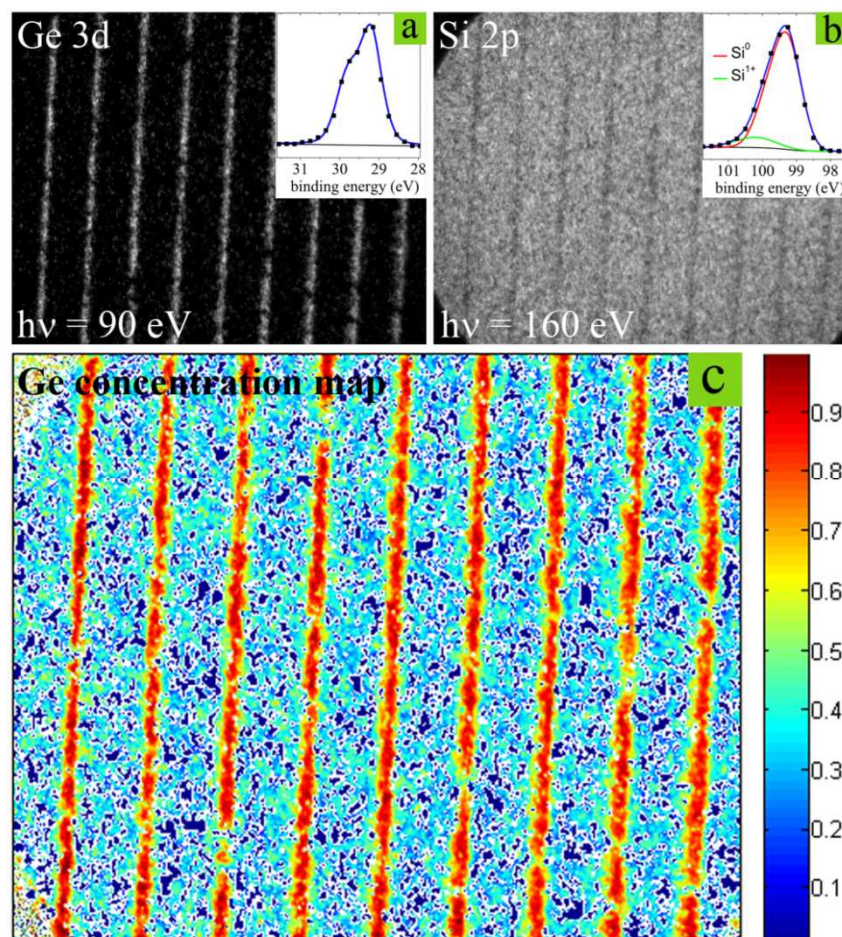 Ge 3d
a
31 30 29 28
binding energy (eV)
hν = 90 eV
Si 2p
b
Si⁰
Si¹⁺
101 100 99 98
binding energy (eV)
hν = 160 eV
Ge concentration map
c
0.9
0.8
0.7
0.6
0.5
0.4
0.3
0.2
0.1